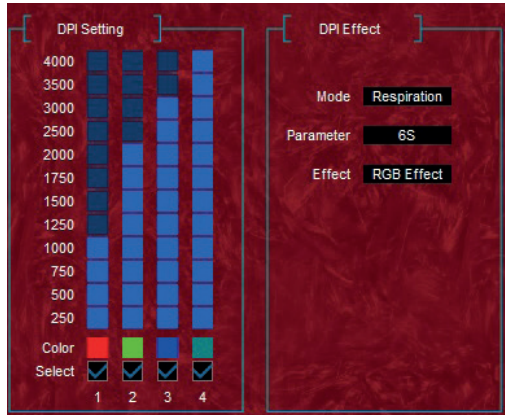 DPI Setting
4000
3500
3000
2500
2000
1750
1500
1250
1000
750
500
250
Color
Select
1 2 3 4
DPI Effect
Mode Respiration
Parameter 6S
Effect RGB Effect